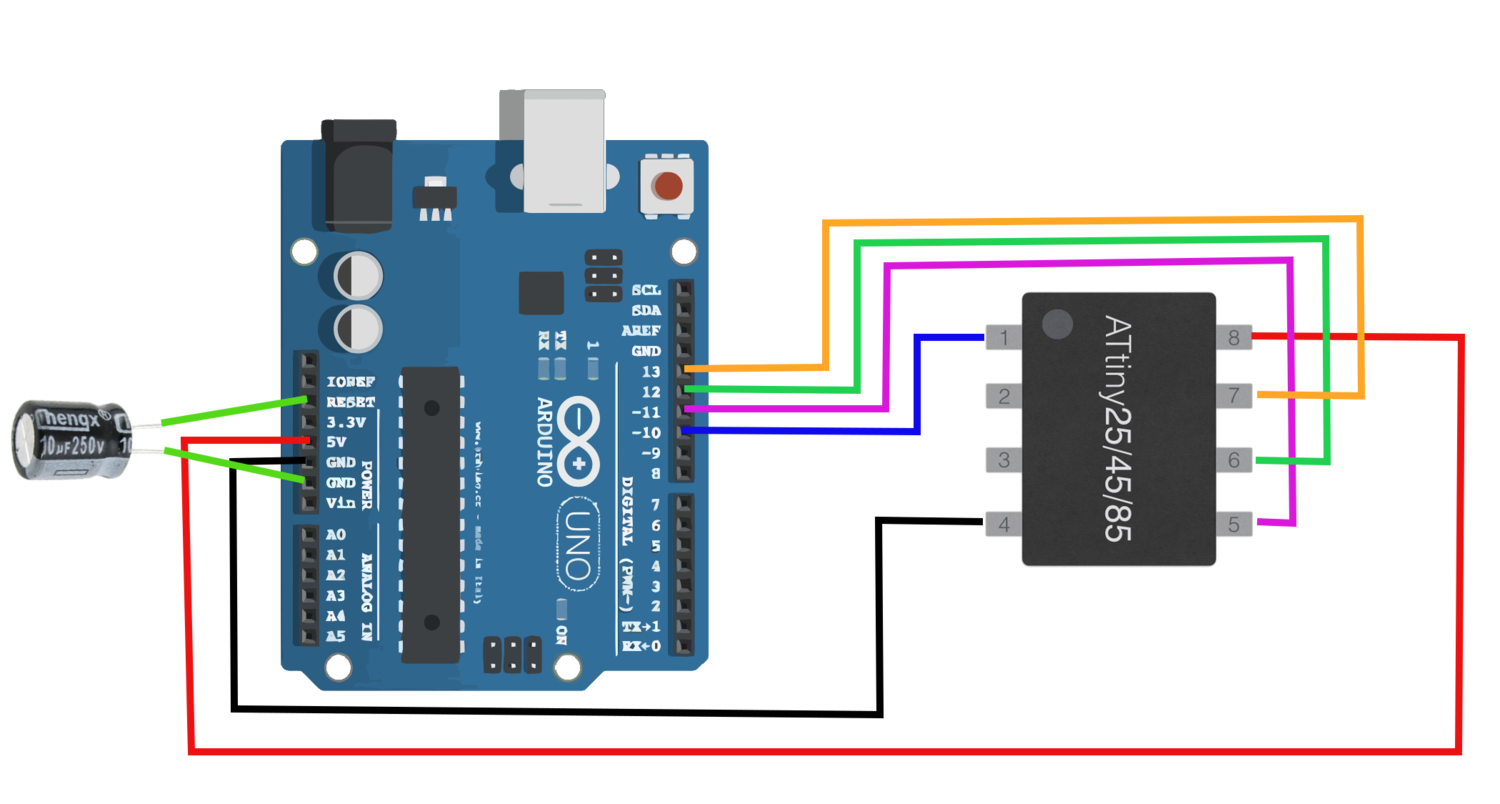 SCL
SDA
AREF
GND
13
12
~11
~10
~9
8
7
6
5
4
3
2
TX→1
RX←0
DIGITAL (PWM~)
IOREF
RESET
3.3V
5V
GND
GND
Vin
POWER
A0
A1
A2
A3
A4
A5
ANALOG IN
RX
TX
1
ARDUINO
UNO
ON
www.arduino.cc - made in Italy
hengx®
10µF250V
10
ATtiny25/45/85
1
2
3
4
8
7
6
5